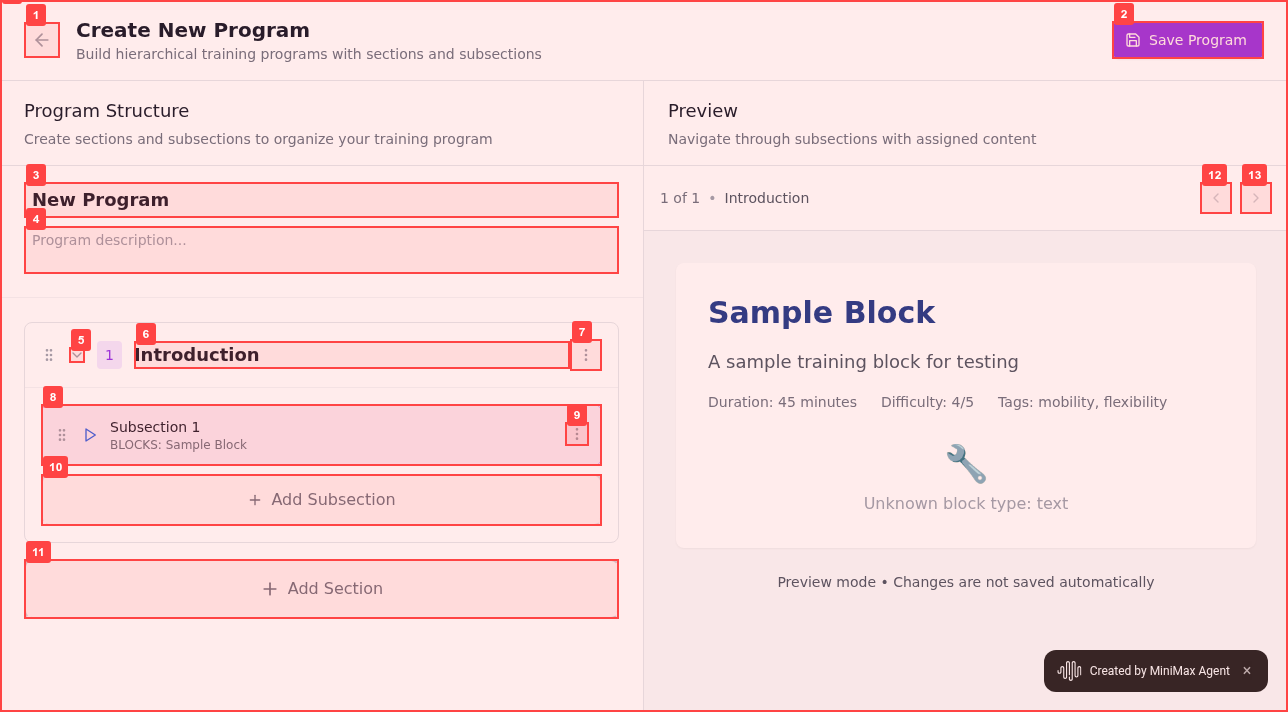 1
Create New Program
Build hierarchical training programs with sections and subsections
2
Save Program
Program Structure
Create sections and subsections to organize your training program
Preview
Navigate through subsections with assigned content
3
New Program
4
Program description...
1 of 1 • Introduction
12
13
5
1
6
Introduction
7
8
Subsection 1
BLOCKS: Sample Block
9
10
Add Subsection
11
Add Section
Sample Block
A sample training block for testing
Duration: 45 minutes Difficulty: 4/5 Tags: mobility, flexibility
Unknown block type: text
Preview mode • Changes are not saved automatically
Created by MiniMax Agent ×